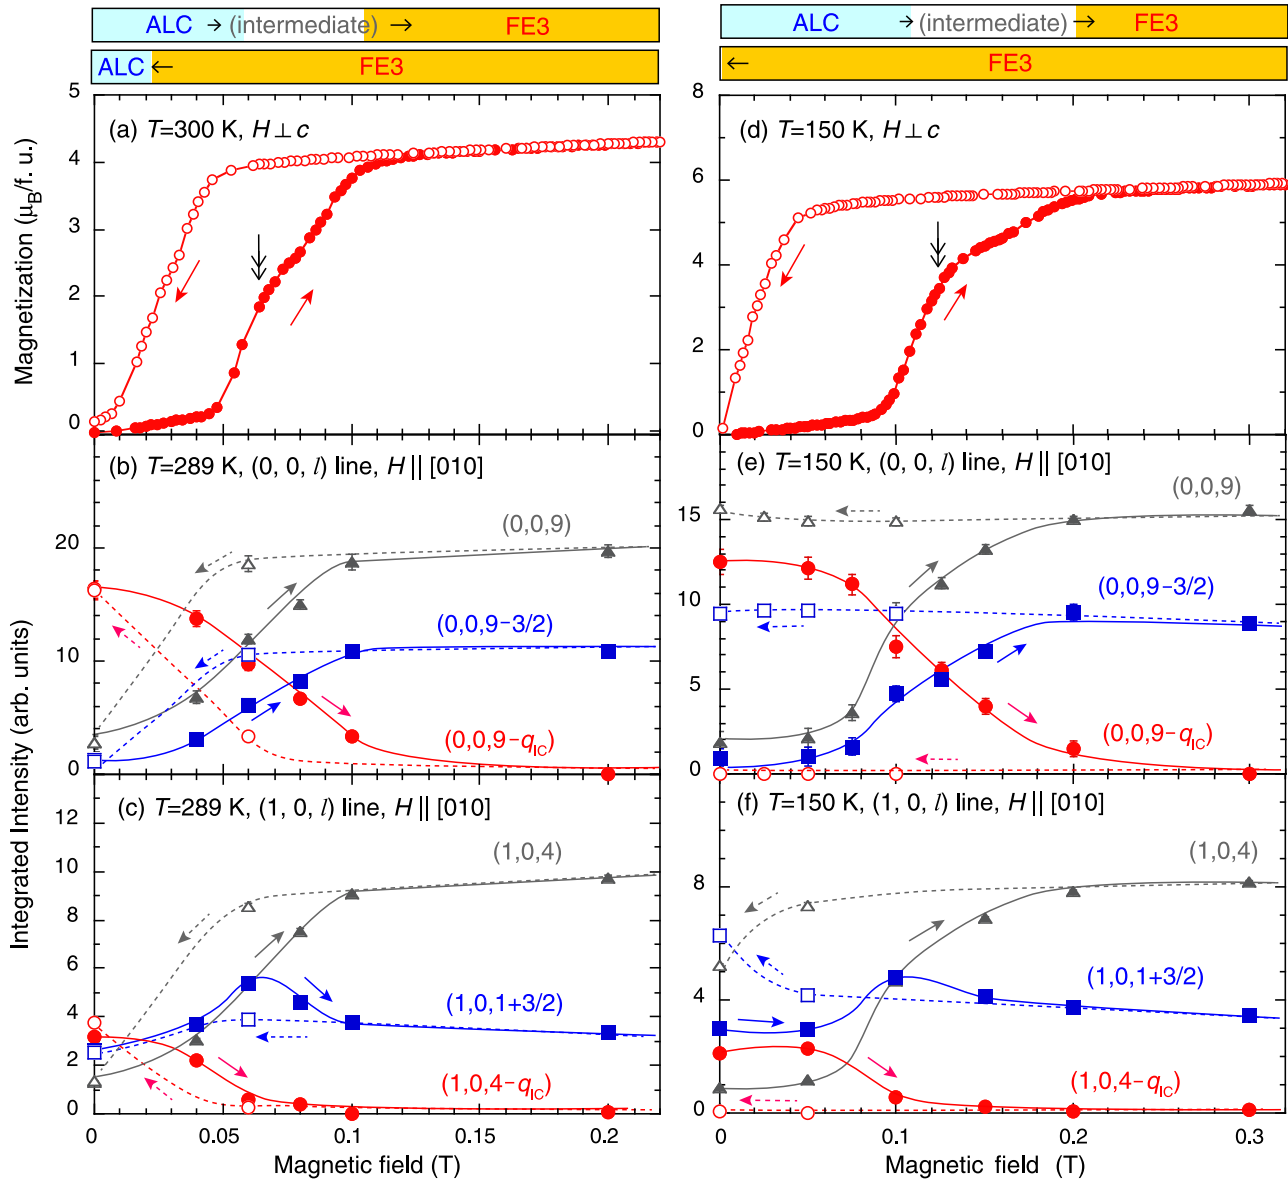 ALC → (intermediate) → FE3
ALC ← FE3
(a) T=300 K, H⊥c
Magnetization (μB/f. u.)
5
4
3
2
1
0
(b) T=289 K, (0, 0, l) line, H || [010]
(0,0,9)
(0,0,9−3/2)
(0,0,9−qIC)
20
10
0
Integrated Intensity (arb. units)
(c) T=289 K, (1, 0, l) line, H || [010]
(1,0,4)
(1,0,1+3/2)
(1,0,4−qIC)
12
10
8
6
4
2
0
0 0.05 0.1 0.15 0.2
Magnetic field (T)
ALC → (intermediate) → FE3
← FE3
(d) T=150 K, H⊥c
8
6
4
2
0
(e) T=150 K, (0, 0, l) line, H || [010]
(0,0,9)
(0,0,9−3/2)
(0,0,9−qIC)
15
10
5
0
(f) T=150 K, (1, 0, l) line, H || [010]
(1,0,4)
(1,0,1+3/2)
(1,0,4−qIC)
8
4
0
0 0.1 0.2 0.3
Magnetic field (T)